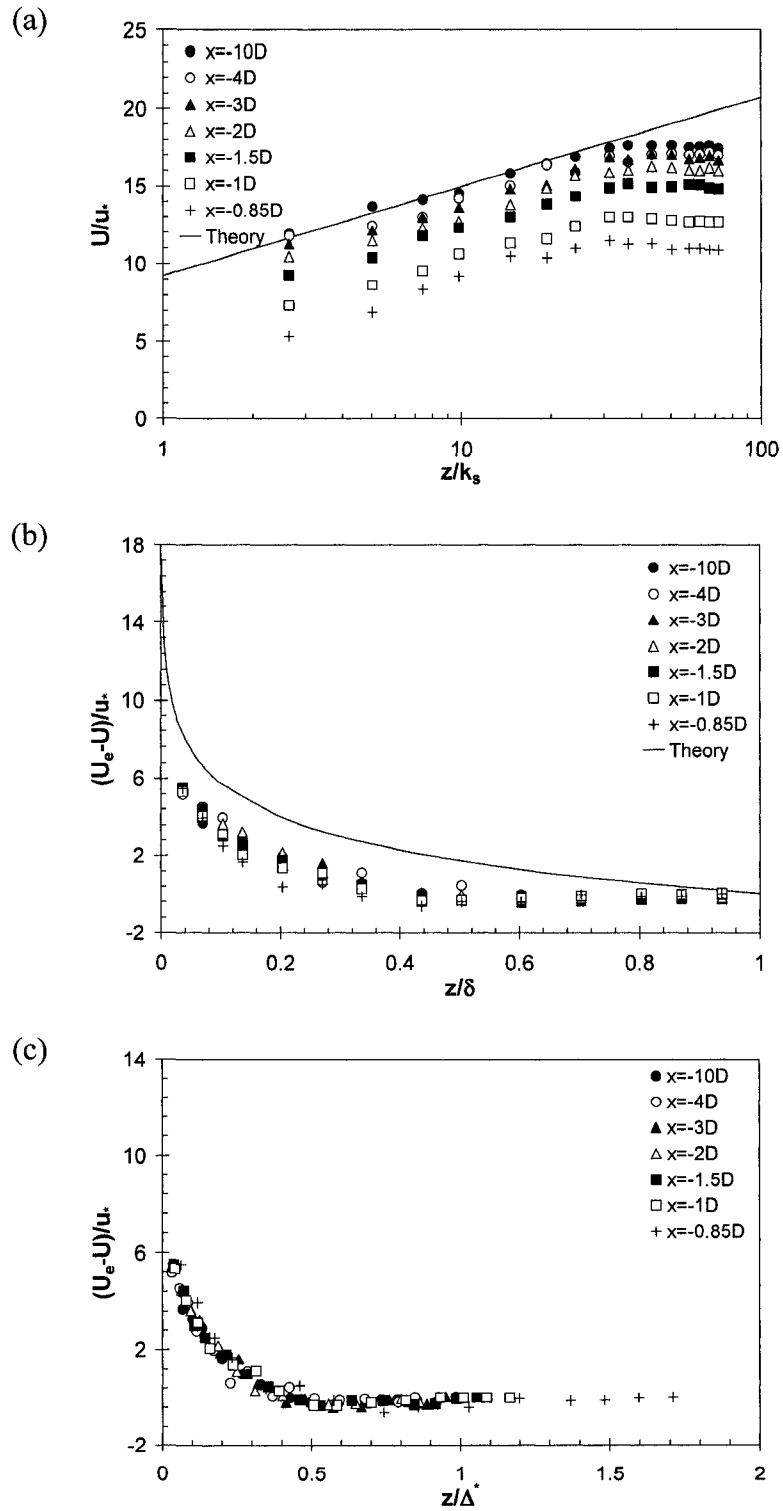 (a)
25
20
15
10
5
0
U/u*
x=-10D
x=-4D
x=-3D
x=-2D
x=-1.5D
x=-1D
x=-0.85D
Theory
1
10
100
z/ks
(b)
18
14
10
6
2
-2
(Ue-U)/u*
x=-10D
x=-4D
x=-3D
x=-2D
x=-1.5D
x=-1D
x=-0.85D
Theory
0
0.2
0.4
0.6
0.8
1
z/δ
(c)
14
10
6
2
-2
(Ue-U)/u*
x=-10D
x=-4D
x=-3D
x=-2D
x=-1.5D
x=-1D
x=-0.85D
0
0.5
1
1.5
2
z/Δ*